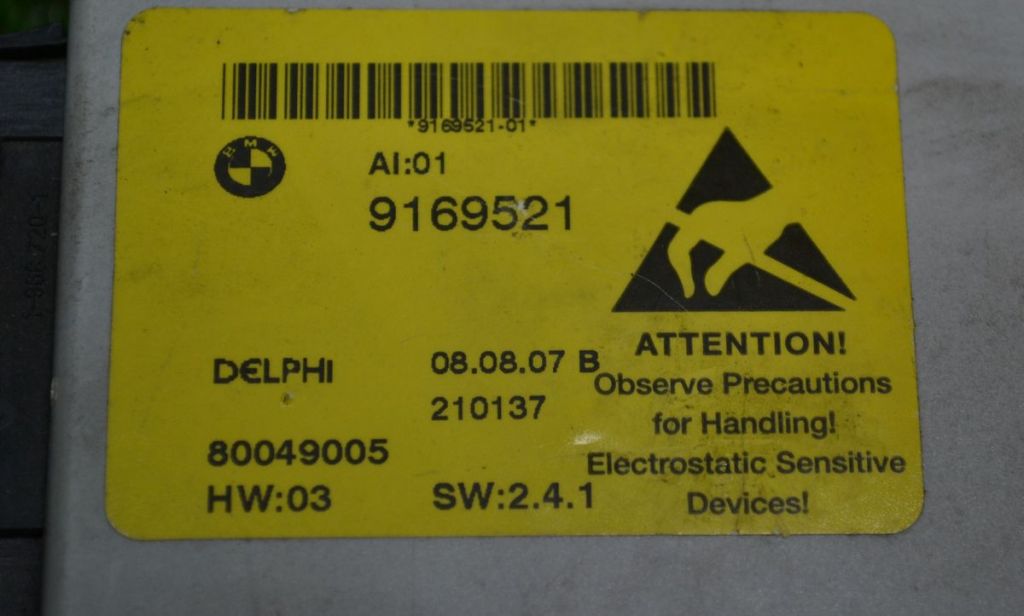 *9169521-01*
BMW
AI:01
9169521
ATTENTION!
Observe Precautions
for Handling!
Electrostatic Sensitive
Devices!
DELPHI
08.08.07 B
210137
80049005
HW:03
SW:2.4.1